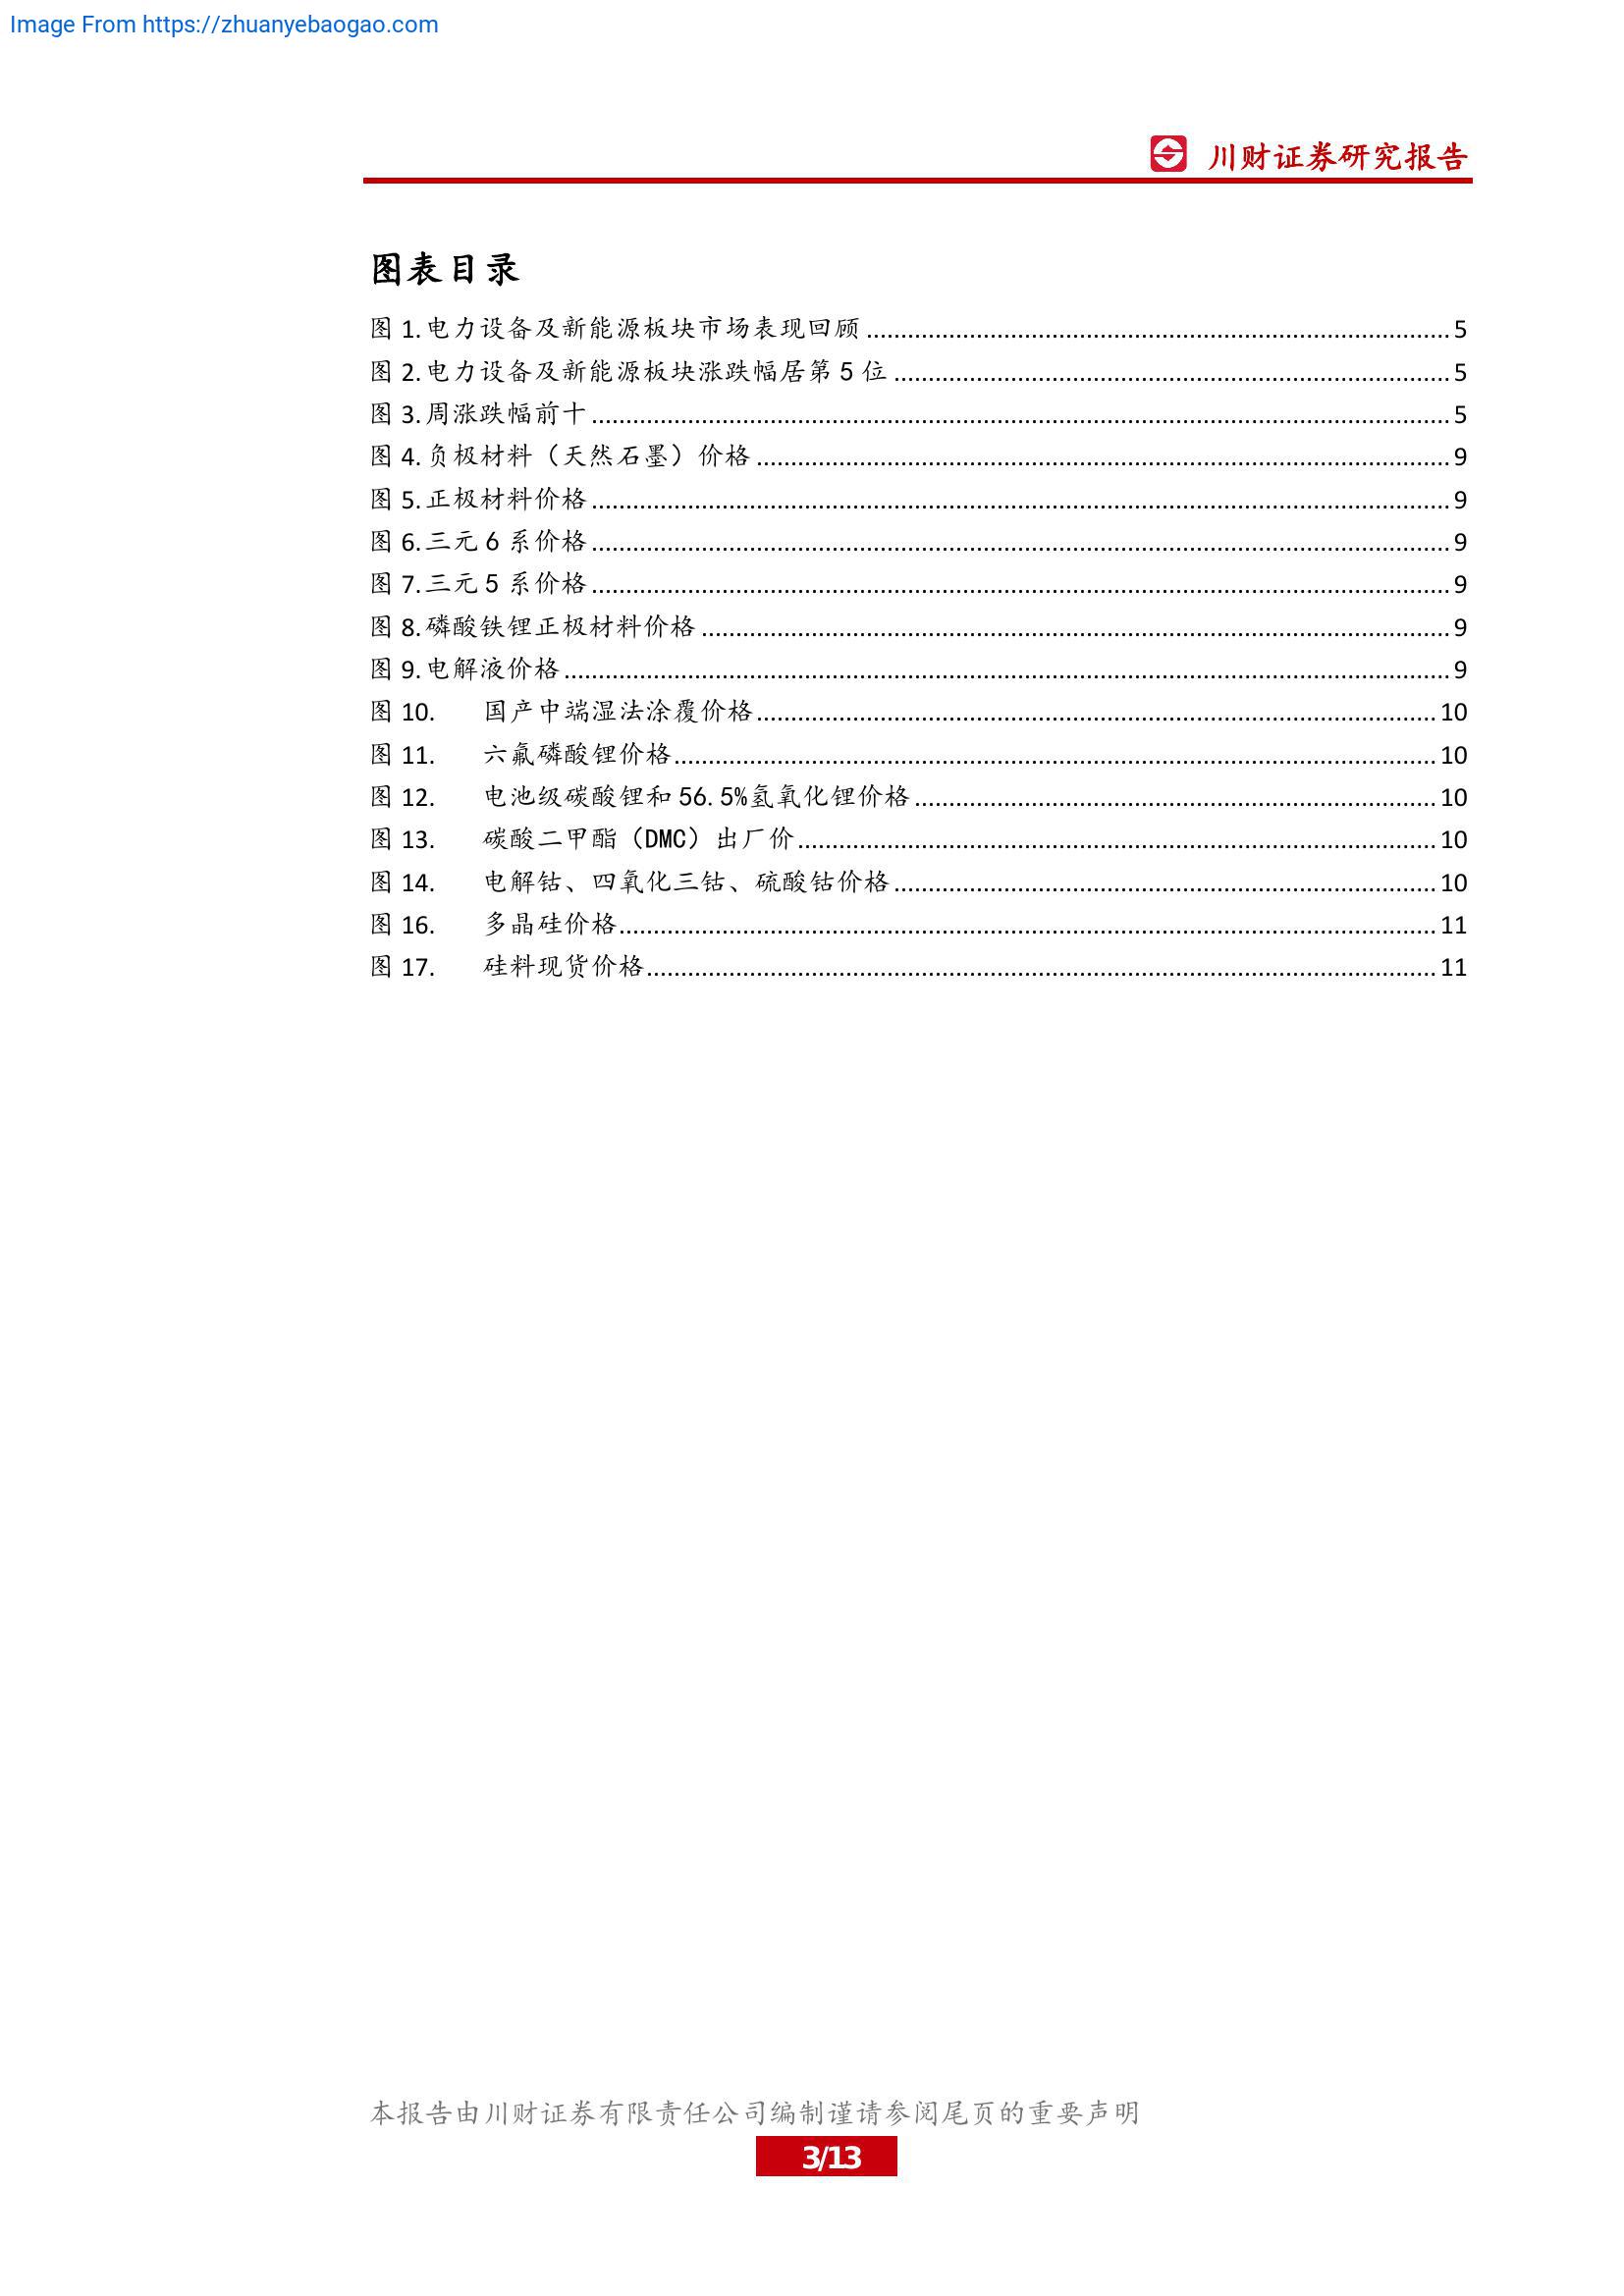 Image From https://zhuanyebaogao.com
川财证券研究报告
图表目录
图 1. 电力设备及新能源板块市场表现回顾 5
图 2. 电力设备及新能源板块涨跌幅居第 5 位 5
图 3. 周涨跌幅前十 5
图 4. 负极材料（天然石墨）价格 9
图 5. 正极材料价格 9
图 6. 三元 6 系价格 9
图 7. 三元 5 系价格 9
图 8. 磷酸铁锂正极材料价格 9
图 9. 电解液价格 9
图 10. 国产中端湿法涂覆价格 10
图 11. 六氟磷酸锂价格 10
图 12. 电池级碳酸锂和 56.5%氢氧化锂价格 10
图 13. 碳酸二甲酯（DMC）出厂价 10
图 14. 电解钴、四氧化三钴、硫酸钴价格 10
图 16. 多晶硅价格 11
图 17. 硅料现货价格 11
本报告由川财证券有限责任公司编制谨请参阅尾页的重要声明
3/13